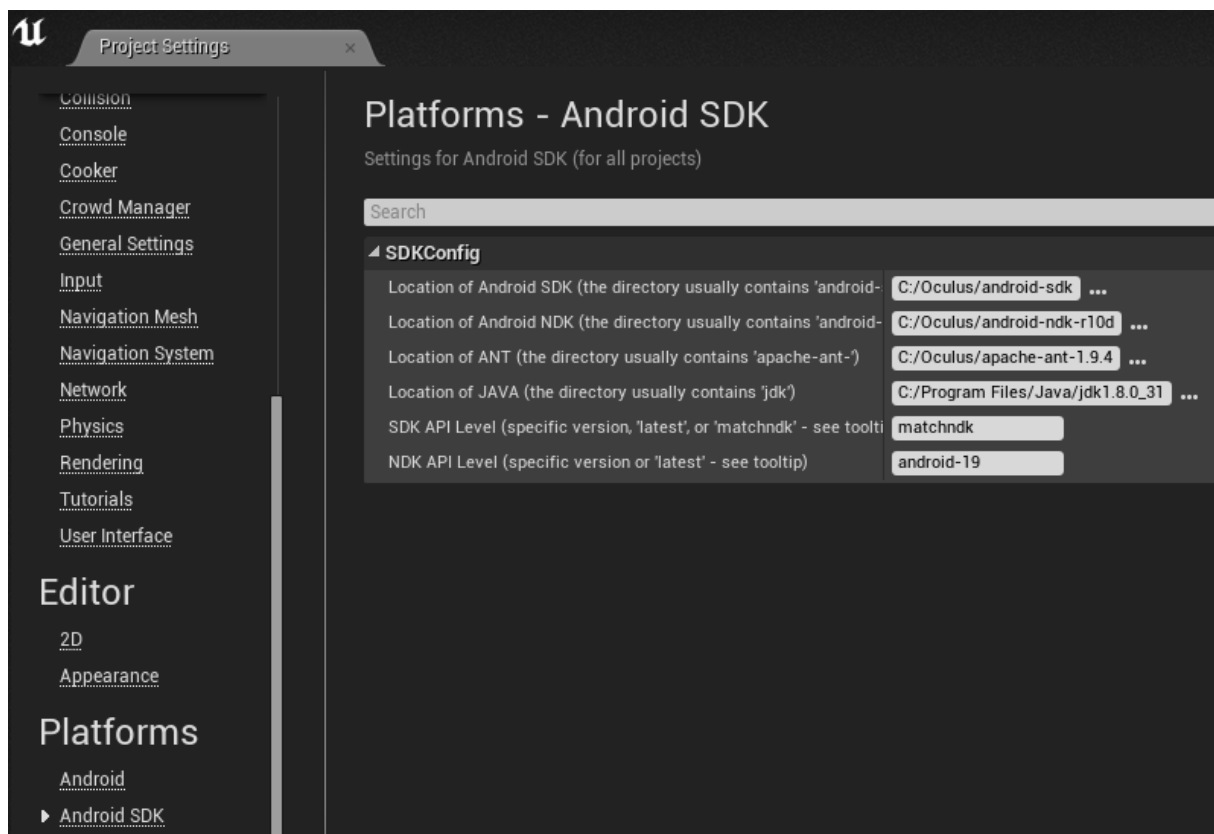 Project Settings
Collision
Console
Cooker
Crowd Manager
General Settings
Input
Navigation Mesh
Navigation System
Network
Physics
Rendering
Tutorials
User Interface
Editor
2D
Appearance
Platforms
Android
Android SDK
Platforms - Android SDK
Settings for Android SDK (for all projects)
Search
SDKConfig
Location of Android SDK (the directory usually contains 'android- C:/Oculus/android-sdk ...
Location of Android NDK (the directory usually contains 'android- C:/Oculus/android-ndk-r10d ...
Location of ANT (the directory usually contains 'apache-ant-') C:/Oculus/apache-ant-1.9.4 ...
Location of JAVA (the directory usually contains 'jdk') C:/Program Files/Java/jdk1.8.0_31 ...
SDK API Level (specific version, 'latest', or 'matchndk' - see toolti matchndk
NDK API Level (specific version or 'latest' - see tooltip) android-19